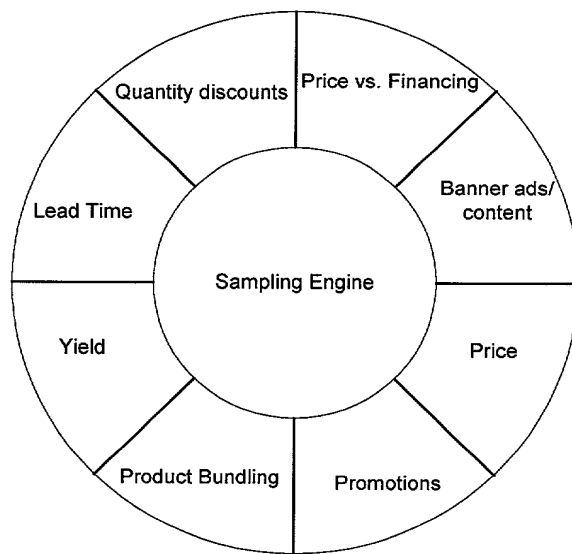 Quantity discounts
Price vs. Financing
Banner ads/
content
Lead Time
Sampling Engine
Yield
Price
Product Bundling
Promotions